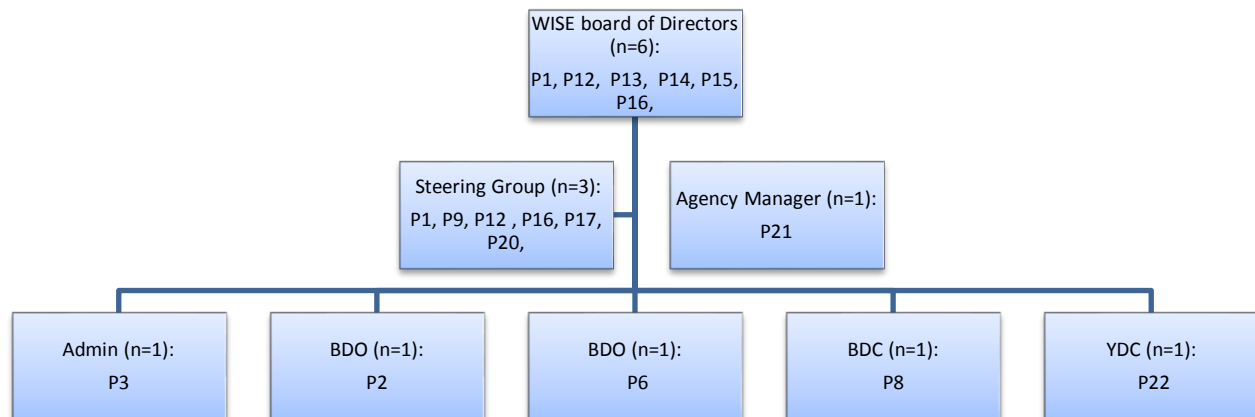 WISE board of Directors
(n=6):
P1, P12, P13, P14, P15,
P16,
Steering Group (n=3):
P1, P9, P12 , P16, P17,
P20,
Agency Manager (n=1):
P21
Admin (n=1):
P3
BDO (n=1):
P2
BDO (n=1):
P6
BDC (n=1):
P8
YDC (n=1):
P22